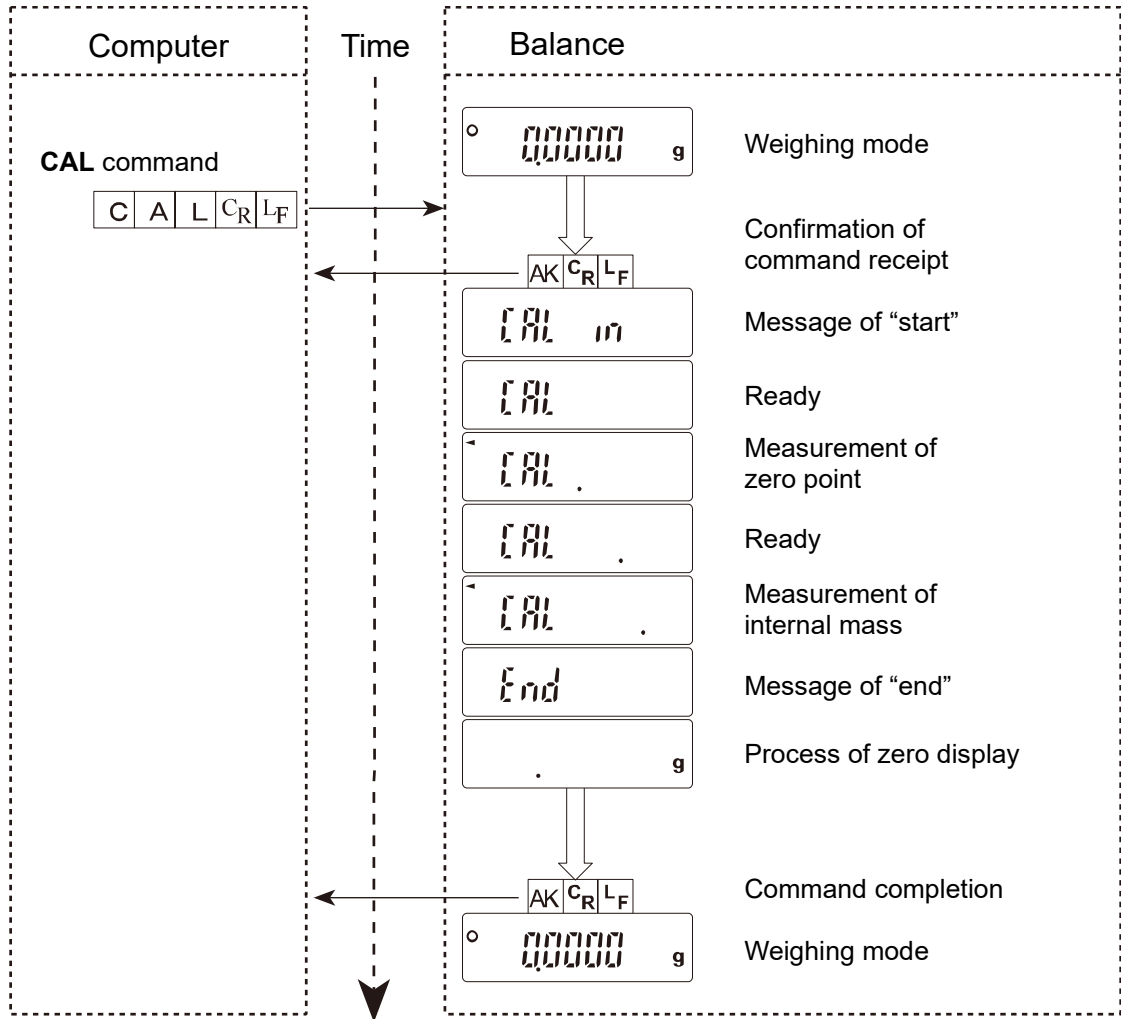 Computer
Time
Balance
0.0000 g
Weighing mode
CAL command
C A L CR LF
Confirmation of
command receipt
AK CR LF
CAL in
Message of “start”
CAL
Ready
CAL .
Measurement of
zero point
CAL .
Ready
CAL .
Measurement of
internal mass
End
Message of “end”
. g
Process of zero display
AK CR LF
Command completion
0.0000 g
Weighing mode